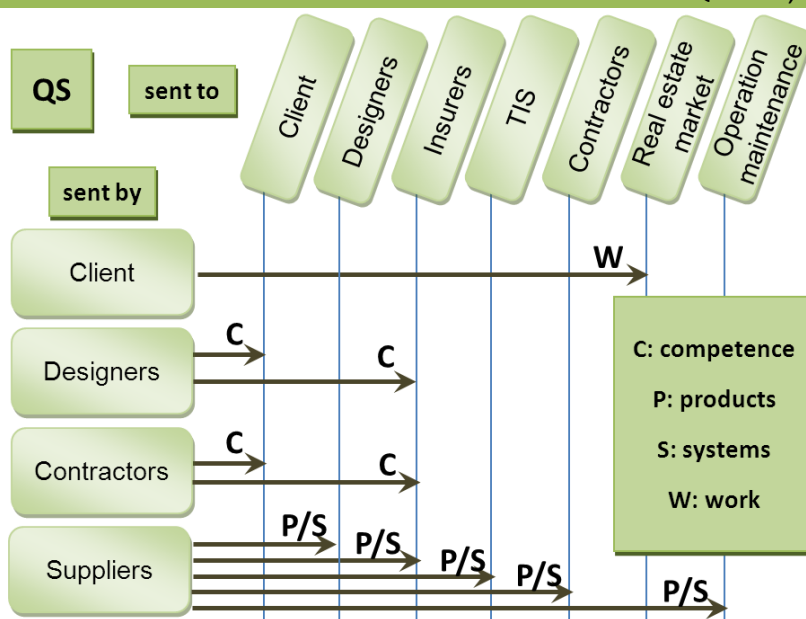 QS
sent to
sent by
Client
Designers
Insurers
TIS
Contractors
Real estate
market
Operation
maintenance
Client
W
Designers
C
C
Contractors
C
C
Suppliers
P/S
P/S
P/S
P/S
P/S
C: competence
P: products
S: systems
W: work